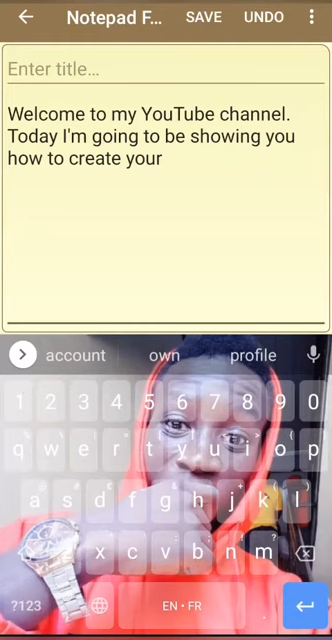 Notepad F... SAVE UNDO
Enter title...
Welcome to my YouTube channel.
Today I'm going to be showing you
how to create your
account own profile
1 2 3 4 5 6 7 8 9 0
q w e r t y u i o p
a s d f g h j k l
x c v b n m
?123 EN • FR .